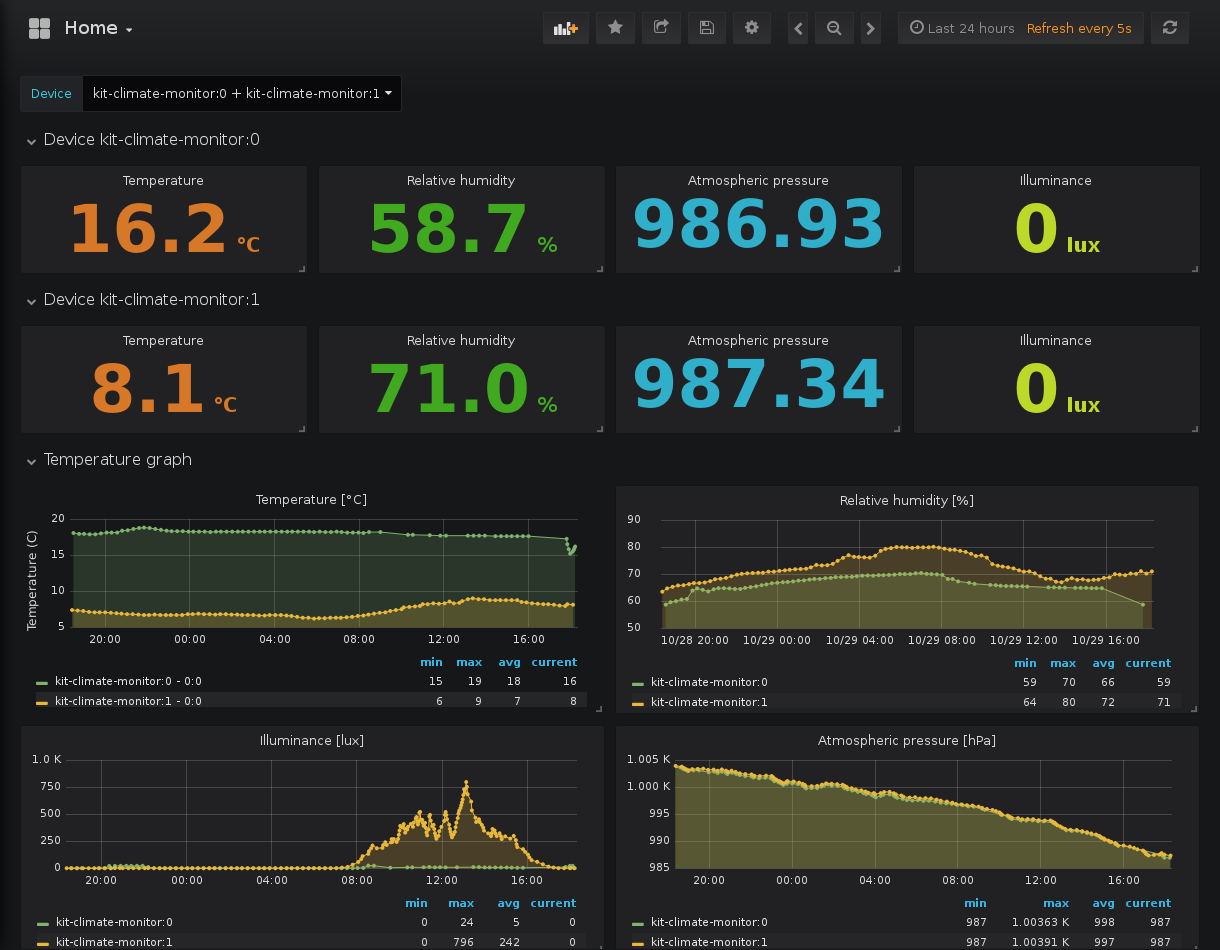 Home
Last 24 hours Refresh every 5s
Device kit-climate-monitor:0 + kit-climate-monitor:1
Device kit-climate-monitor:0
Temperature Relative humidity Atmospheric pressure Illuminance
16.2 °C 58.7 % 986.93 0 lux
Device kit-climate-monitor:1
Temperature Relative humidity Atmospheric pressure Illuminance
8.1 °C 71.0 % 987.34 0 lux
Temperature graph
Temperature [°C]
Temperature (C)
20
15
10
5
20:00 00:00 04:00 08:00 12:00 16:00
min max avg current
kit-climate-monitor:0 - 0:0 15 19 18 16
kit-climate-monitor:1 - 0:0 6 9 7 8
Relative humidity [%]
90
80
70
60
50
10/28 20:00 10/29 00:00 10/29 04:00 10/29 08:00 10/29 12:00 10/29 16:00
min max avg current
kit-climate-monitor:0 59 70 66 59
kit-climate-monitor:1 64 80 72 71
Illuminance [lux]
1.0 K
750
500
250
0
20:00 00:00 04:00 08:00 12:00 16:00
min max avg current
kit-climate-monitor:0 0 24 5 0
kit-climate-monitor:1 0 796 242 0
Atmospheric pressure [hPa]
1.005 K
1.000 K
995
990
985
20:00 00:00 04:00 08:00 12:00 16:00
min max avg current
kit-climate-monitor:0 987 1.00363 K 998 987
kit-climate-monitor:1 987 1.00391 K 997 987